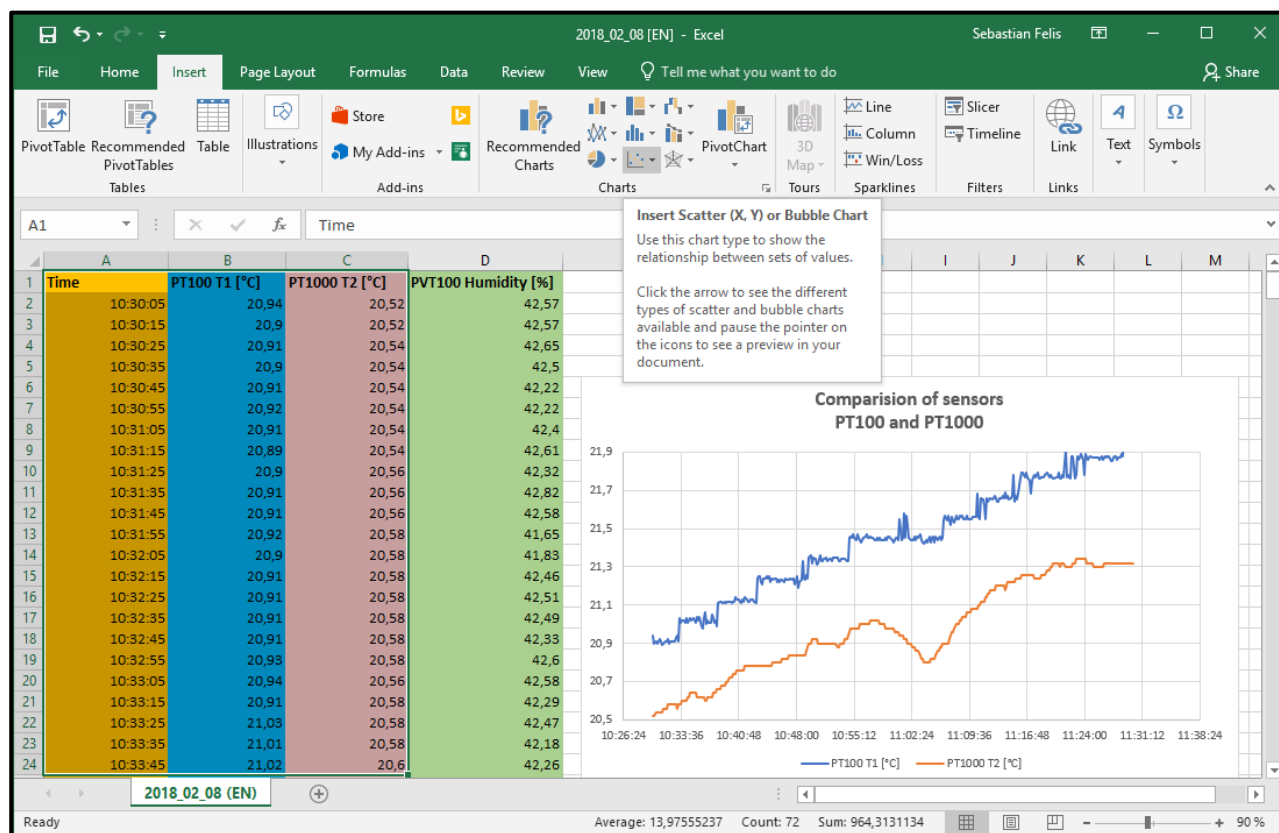 2018_02_08 [EN] - Excel
Sebastian Felis
File Home Insert Page Layout Formulas Data Review View Tell me what you want to do Share
PivotTable
Recommended
PivotTables
Table
Tables
Illustrations
Store
My Add-ins
Add-ins
Recommended
Charts
PivotChart
Charts
3D
Map
Tours
Line
Column
Win/Loss
Sparklines
Slicer
Timeline
Filters
Link
Links
Text
Symbols
A1
fx
Time
Insert Scatter (X, Y) or Bubble Chart
Use this chart type to show the
relationship between sets of values.
Click the arrow to see the different
types of scatter and bubble charts
available and pause the pointer on
the icons to see a preview in your
document.
A B C D I J K L M
1 Time PT100 T1 [°C] PT1000 T2 [°C] PVT100 Humidity [%]
2 10:30:05 20,94 20,52 42,57
3 10:30:15 20,9 20,52 42,57
4 10:30:25 20,91 20,54 42,65
5 10:30:35 20,9 20,54 42,5
6 10:30:45 20,91 20,54 42,22
7 10:30:55 20,92 20,54 42,22
8 10:31:05 20,91 20,54 42,4
9 10:31:15 20,89 20,54 42,61
10 10:31:25 20,9 20,56 42,32
11 10:31:35 20,91 20,56 42,82
12 10:31:45 20,91 20,56 42,58
13 10:31:55 20,92 20,58 41,65
14 10:32:05 20,9 20,58 41,83
15 10:32:15 20,91 20,58 42,46
16 10:32:25 20,91 20,58 42,51
17 10:32:35 20,91 20,58 42,49
18 10:32:45 20,91 20,58 42,33
19 10:32:55 20,93 20,58 42,6
20 10:33:05 20,94 20,56 42,58
21 10:33:15 20,91 20,58 42,29
22 10:33:25 21,03 20,58 42,47
23 10:33:35 21,01 20,58 42,18
24 10:33:45 21,02 20,6 42,26
Comparision of sensors
PT100 and PT1000
21,9
21,7
21,5
21,3
21,1
20,9
20,7
20,5
10:26:24 10:33:36 10:40:48 10:48:00 10:55:12 11:02:24 11:09:36 11:16:48 11:24:00 11:31:12 11:38:24
PT100 T1 [°C] PT1000 T2 [°C]
2018_02_08 (EN)
Ready
Average: 13,97555237 Count: 72 Sum: 964,3131134
90 %